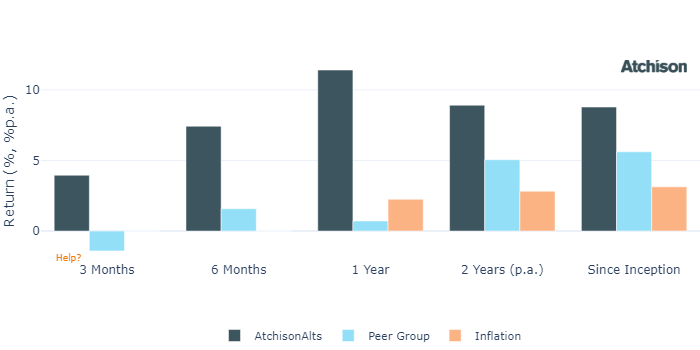 Atchison
Return (%, %p.a.)
10
5
0
Help?
3 Months
6 Months
1 Year
2 Years (p.a.)
Since Inception
AtchisonAlts
Peer Group
Inflation